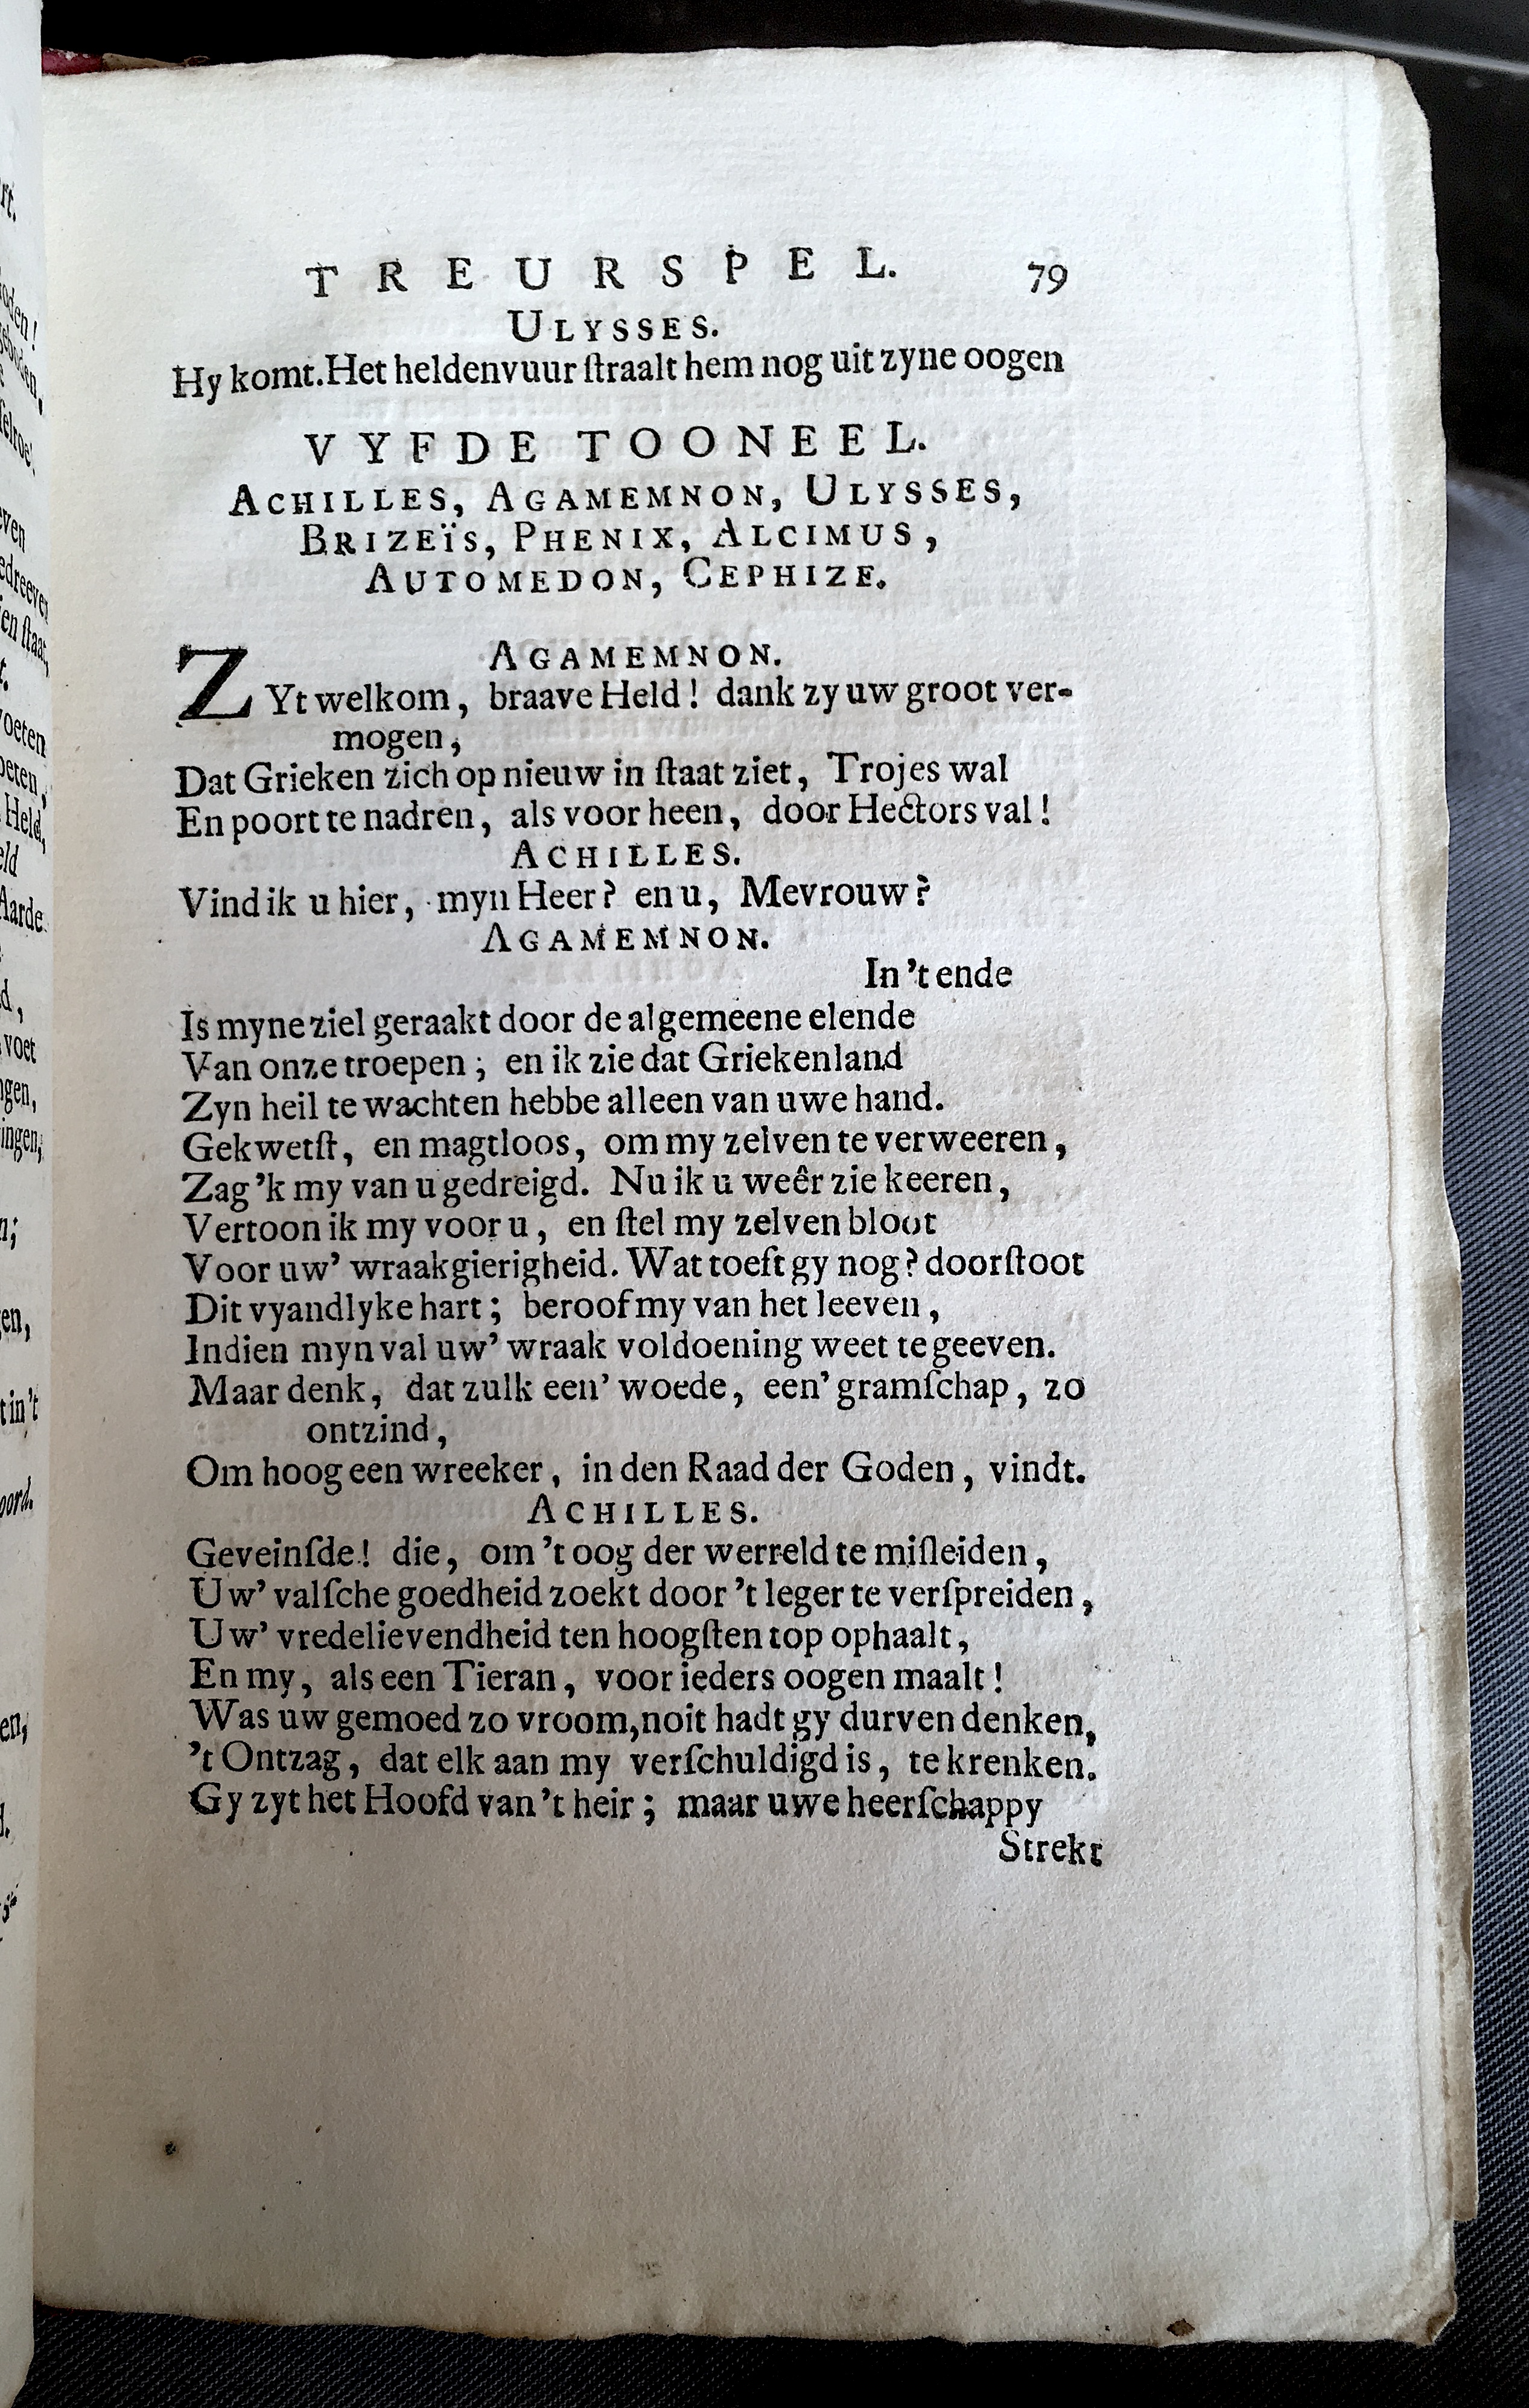 TREURSPEL. 79
ULYSSES.
Hy komt. Het heldenvuur ſtraalt hem nog uit zyne oogen
VYFDE TOONEEL.
ACHILLES, AGAMEMNON, ULYSSES,
BRIZEÏS, PHENIX, ALCIMUS,
AUTOMEDON, CEPHIZE.
AGAMEMNON.
ZYt welkom, braave Held! dank zy uw groot ver-
mogen,
Dat Grieken zich op nieuw in ſtaat ziet, Trojes wal
En poort te nadren, als voor heen, door Hectors val!
ACHILLES.
Vind ik u hier, myn Heer? en u, Mevrouw?
AGAMEMNON.
In 't ende
Is myne ziel geraakt door de algemeene elende
Van onze troepen; en ik zie dat Griekenland
Zyn heil te wachten hebbe alleen van uwe hand.
Gekwetſt, en magtloos, om my zelven te verweeren,
Zag 'k my van u gedreigd. Nu ik u weêr zie keeren,
Vertoon ik my voor u, en ſtel my zelven bloot
Voor uw' wraakgierigheid. Wat toeft gy nog? doorſtoot
Dit vyandlyke hart; beroof my van het leeven,
Indien myn val uw' wraak voldoening weet te geeven.
Maar denk, dat zulk een' woede, een' gramſchap, zo
ontzind,
Om hoog een wreeker, in den Raad der Goden, vindt.
ACHILLES.
Geveinſde! die, om 't oog der werreld te miſleiden,
Uw' valſche goedheid zoekt door 't leger te verſpreiden,
Uw' vredelievendheid ten hoogſten top ophaalt,
En my, als een Tieran, voor ieders oogen maalt!
Was uw gemoed zo vroom, noit hadt gy durven denken,
't Ontzag, dat elk aan my verſchuldigd is, te krenken.
Gy zyt het Hoofd van 't heir; maar uwe heerſchappy
Strekt